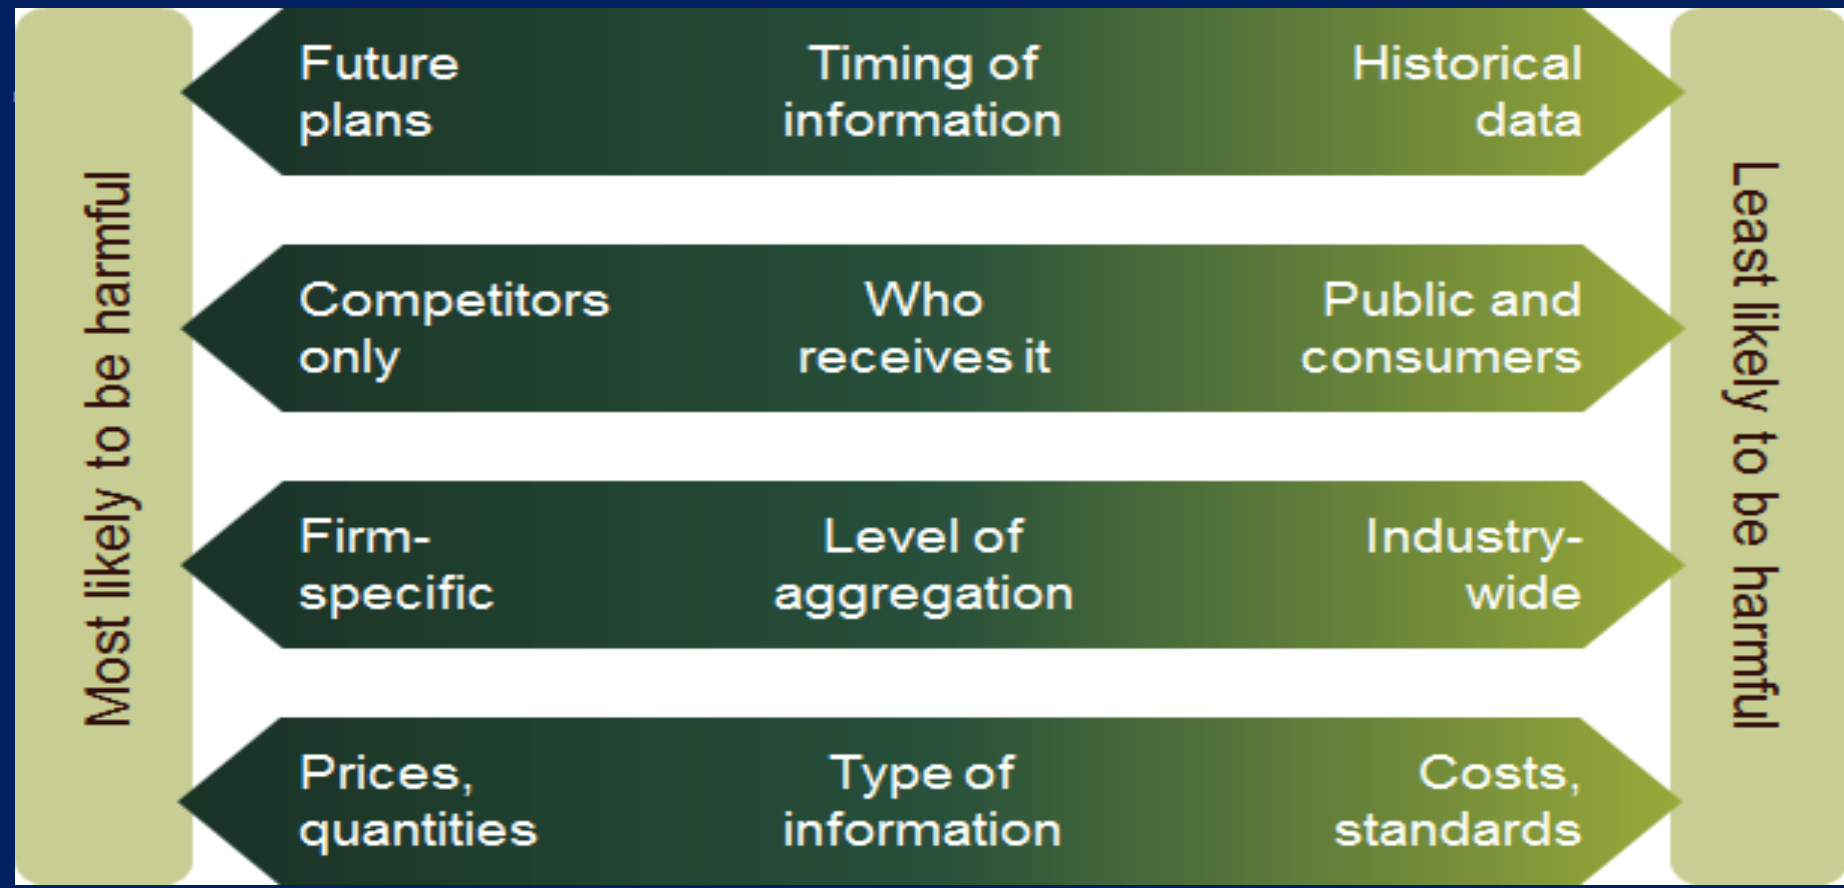 Most likely to be harmful
Future
plans
Timing of
information
Historical
data
Competitors
only
Who
receives it
Public and
consumers
Firm-
specific
Level of
aggregation
Industry-
wide
Prices,
quantities
Type of
information
Costs,
standards
Least likely to be harmful